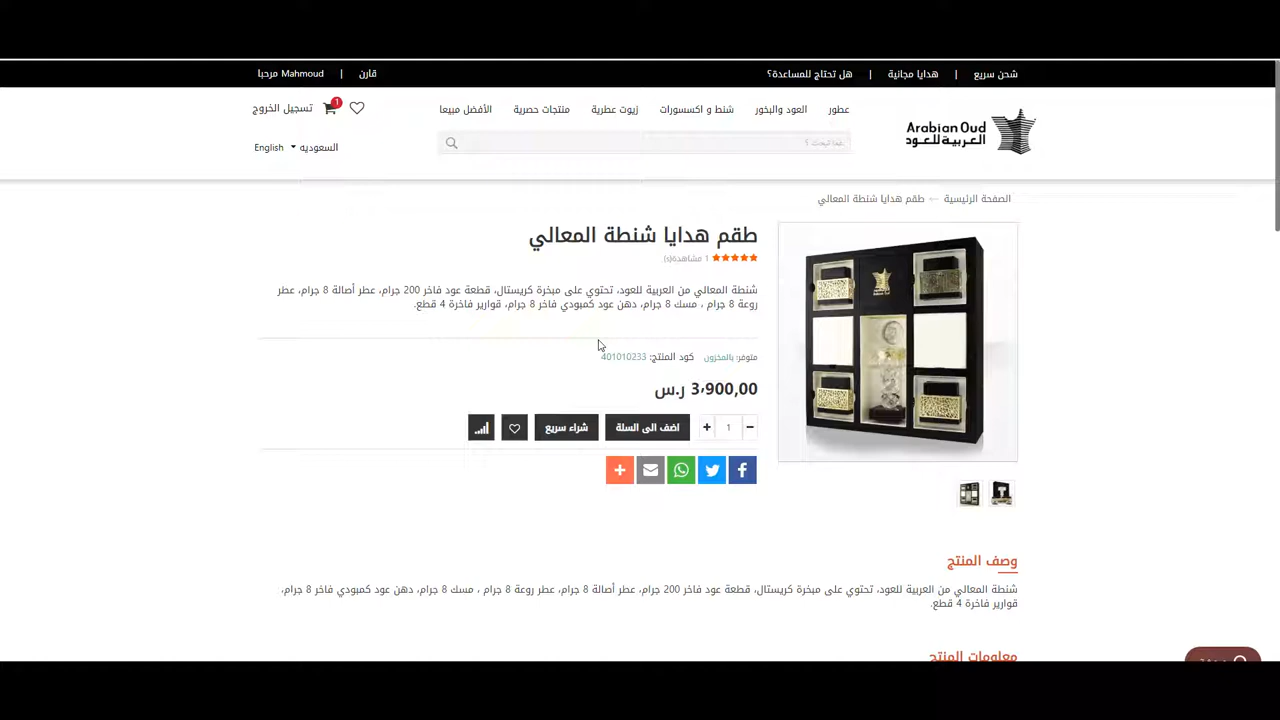 شحن سريع | هدايا مجانية | هل تحتاج للمساعدة؟
قارن | Mahmoud مرحبا
Arabian Oud
العربية للعود
عطور العود والبخور شنط و اكسسورات زيوت عطرية منتجات حصرية الأفضل مبيعا
1 تسجيل الخروج
عما تبحث ؟
السعوديه English
الصفحة الرئيسية ← طقم هدايا شنطة المعالي
طقم هدايا شنطة المعالي
1 مشاهدة(s)
شنطة المعالي من العربية للعود، تحتوي على مبخرة كريستال، قطعة عود فاخر 200 جرام، عطر أصالة 8 جرام، عطر
روعة 8 جرام ، مسك 8 جرام، دهن عود كمبودي فاخر 8 جرام، قوارير فاخرة 4 قطع.
متوفر: بالمخزون كود المنتج: 401010233
3٬900٫00 ر.س
− 1 + اضف الى السلة شراء سريع
وصف المنتج
شنطة المعالي من العربية للعود، تحتوي على مبخرة كريستال، قطعة عود فاخر 200 جرام، عطر أصالة 8 جرام، عطر روعة 8 جرام ، مسك 8 جرام، دهن عود كمبودي فاخر 8 جرام،
قوارير فاخرة 4 قطع.
معلومات المنتج